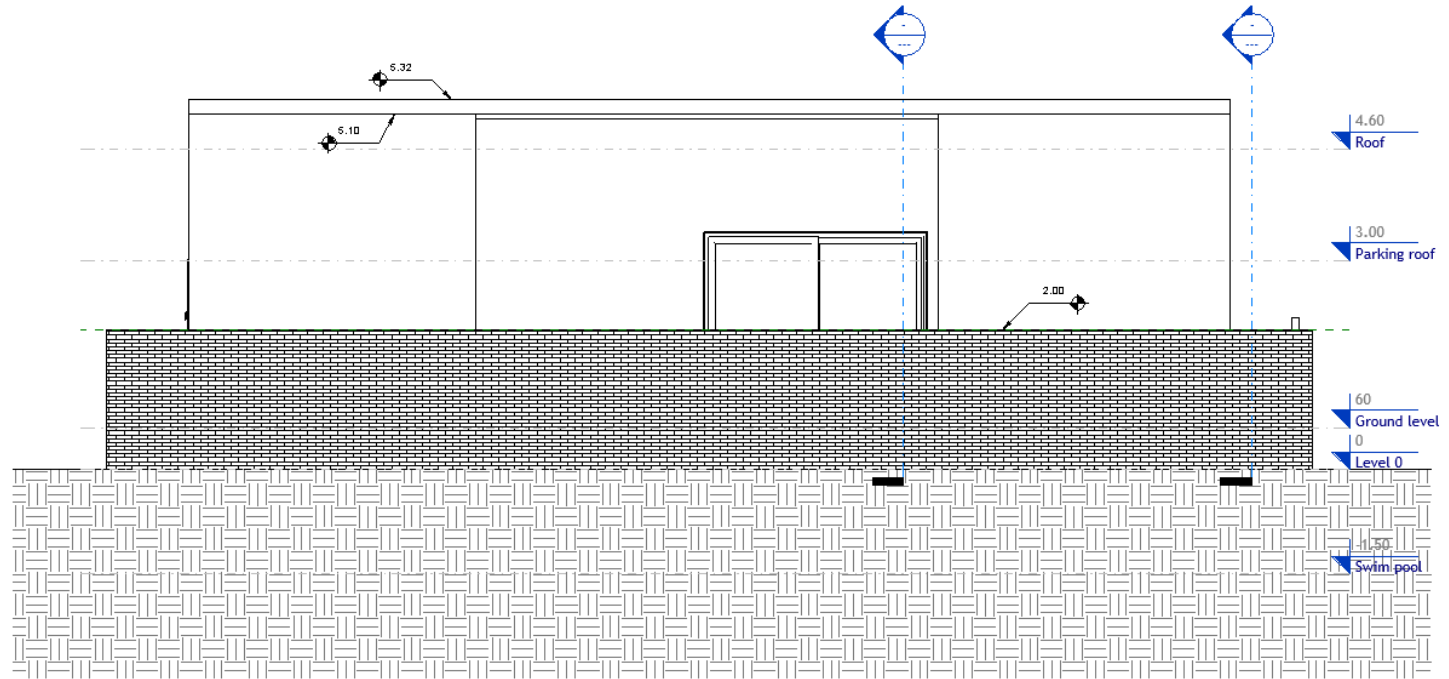 -
---
-
---
5.32
5.10
4.60
Roof
3.00
Parking roof
2.00
60
Ground level
0
Level 0
-1.50
Swim pool